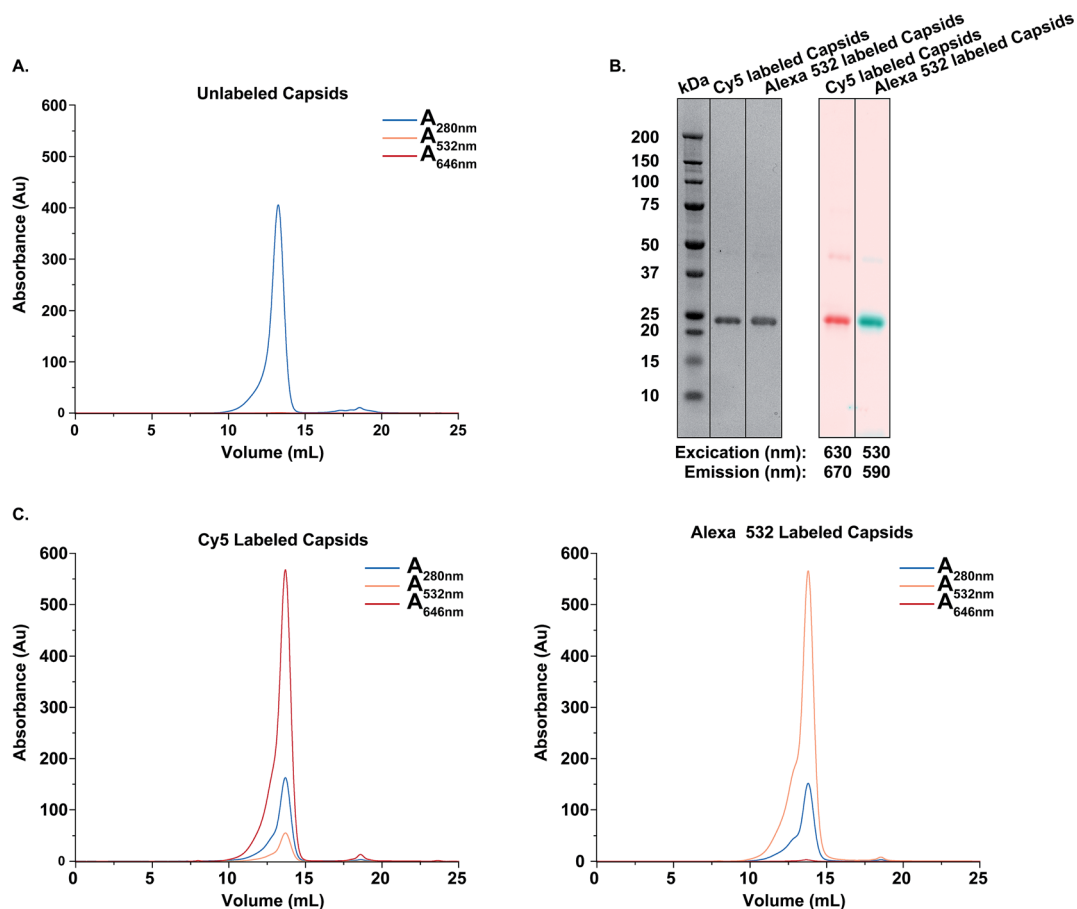 A.
Unlabeled Capsids
A280nm
A532nm
A646nm
Absorbance (Au)
600
500
400
300
200
100
0
0 5 10 15 20 25
Volume (mL)
B.
kDa Cy5 labeled Capsids Alexa 532 labeled Capsids Cy5 labeled Capsids Alexa 532 labeled Capsids
200
150
100
75
50
37
25
20
15
10
Excication (nm): 630 530
Emission (nm): 670 590
C.
Cy5 Labeled Capsids
A280nm
A532nm
A646nm
Absorbance (Au)
600
500
400
300
200
100
0
0 5 10 15 20 25
Volume (mL)
Alexa 532 Labeled Capsids
A280nm
A532nm
A646nm
Absorbance (Au)
600
500
400
300
200
100
0
0 5 10 15 20 25
Volume (mL)